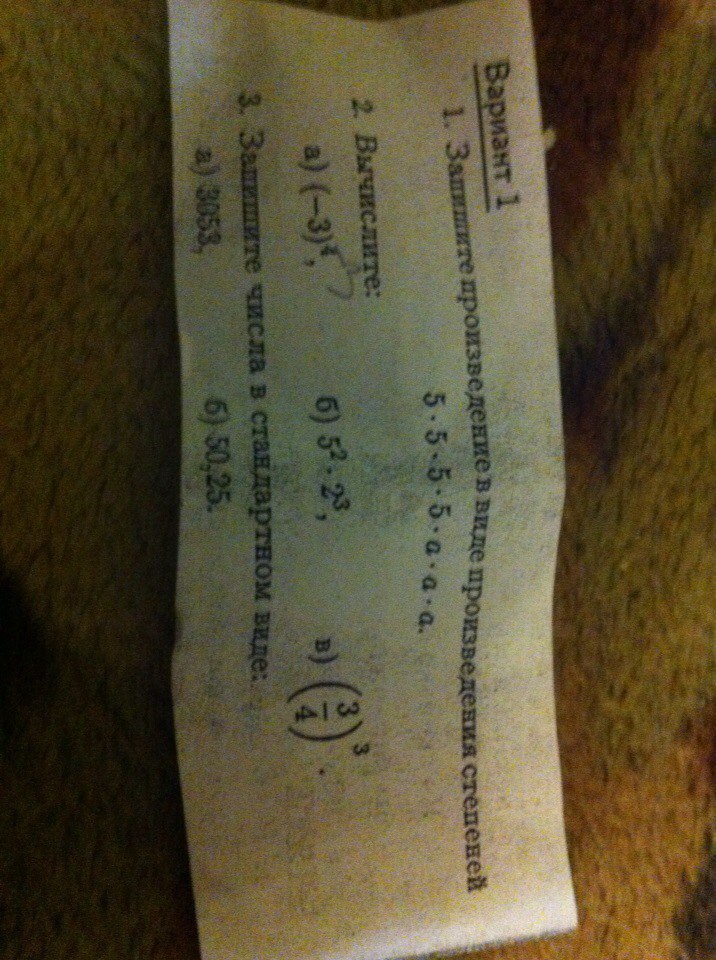 Вариант 1
1. Запишите произведение в виде произведения степеней
5 · 5 · 5 · 5 · a · a · a.
2. Вычислите:
а) (−3)⁴; б) 5² · 2³; в) (3/4)³.
3. Запишите числа в стандартном виде:
а) 3053; б) 50,25.